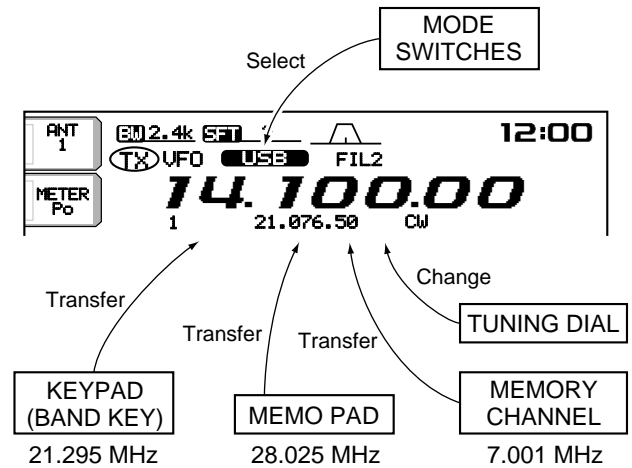 MODE
SWITCHES
Select
ANT
1
BW 2.4k SFT
12:00
TX VFO USB FIL2
METER
Po
14.100.00
1 21.076.50 CW
Transfer
Transfer
Transfer
Change
TUNING DIAL
KEYPAD
(BAND KEY)
MEMO PAD
MEMORY
CHANNEL
21.295 MHz
28.025 MHz
7.001 MHz